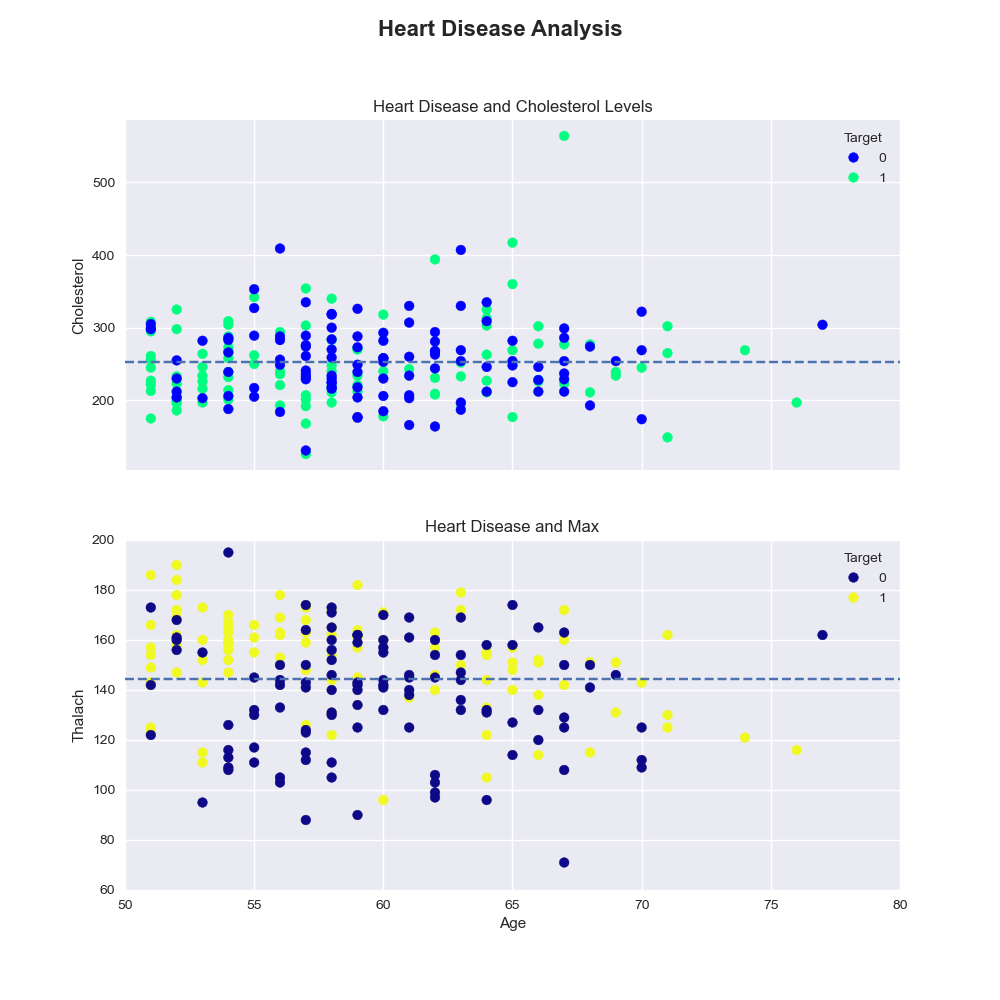 Heart Disease Analysis
Heart Disease and Cholesterol Levels
Target
0
1
Cholesterol
500
400
300
200
Heart Disease and Max
Target
0
1
Thalach
200
180
160
140
120
100
80
60
50 55 60 65 70 75 80
Age